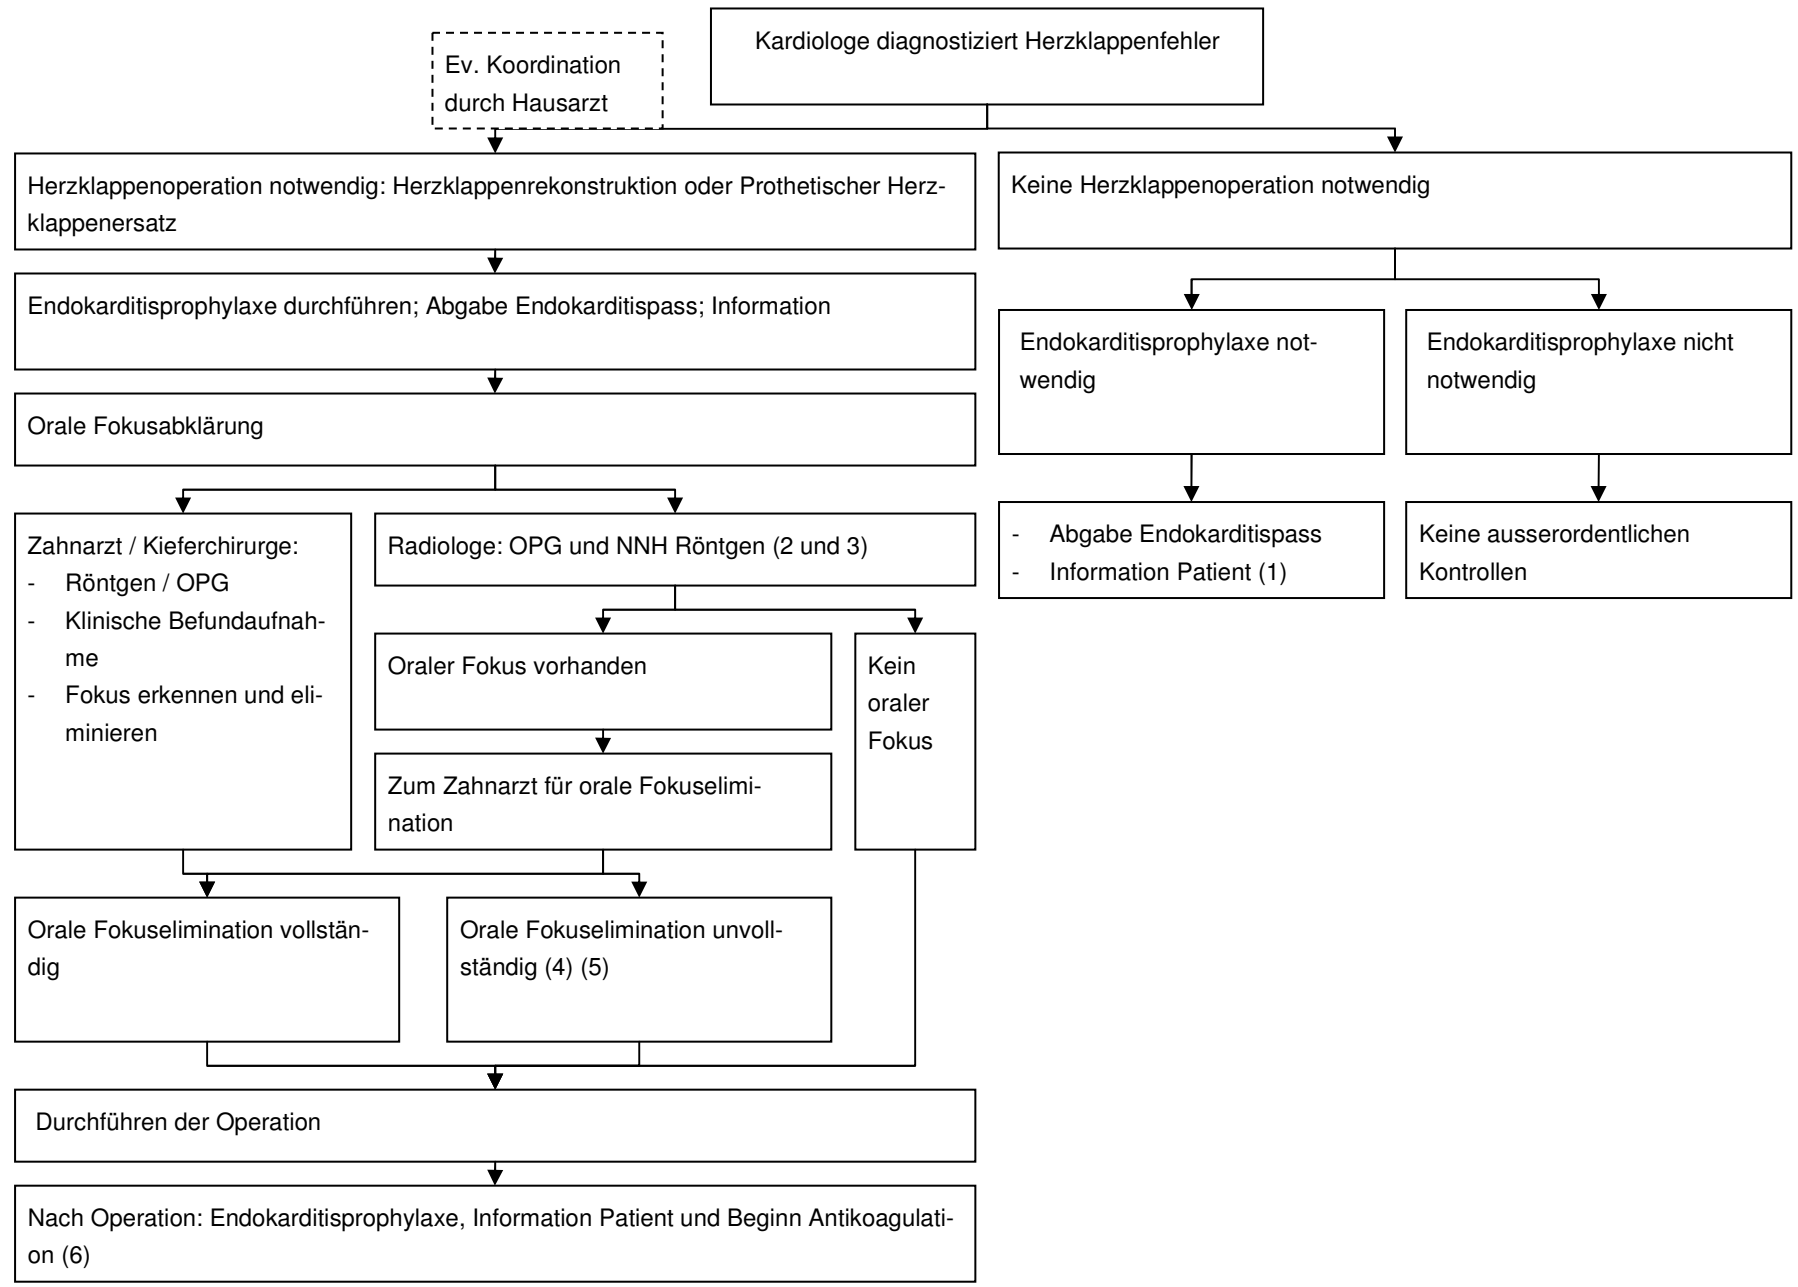 Kardiologe diagnostiziert Herzklappenfehler
Ev. Koordination
durch Hausarzt
Herzklappenoperation notwendig: Herzklappenrekonstruktion oder Prothetischer Herz-
klappenersatz
Keine Herzklappenoperation notwendig
Endokarditisprophylaxe durchführen; Abgabe Endokarditispass; Information
Endokarditisprophylaxe not-
wendig
Endokarditisprophylaxe nicht
notwendig
Orale Fokusabklärung
- Abgabe Endokarditispass
- Information Patient (1)
Keine ausserordentlichen
Kontrollen
Zahnarzt / Kieferchirurge:
- Röntgen / OPG
- Klinische Befundaufnah-
me
- Fokus erkennen und eli-
minieren
Radiologe: OPG und NNH Röntgen (2 und 3)
Oraler Fokus vorhanden
Kein
oraler
Fokus
Zum Zahnarzt für orale Fokuselimi-
nation
Orale Fokuselimination vollstän-
dig
Orale Fokuselimination unvoll-
ständig (4) (5)
Durchführen der Operation
Nach Operation: Endokarditisprophylaxe, Information Patient und Beginn Antikoagulati-
on (6)